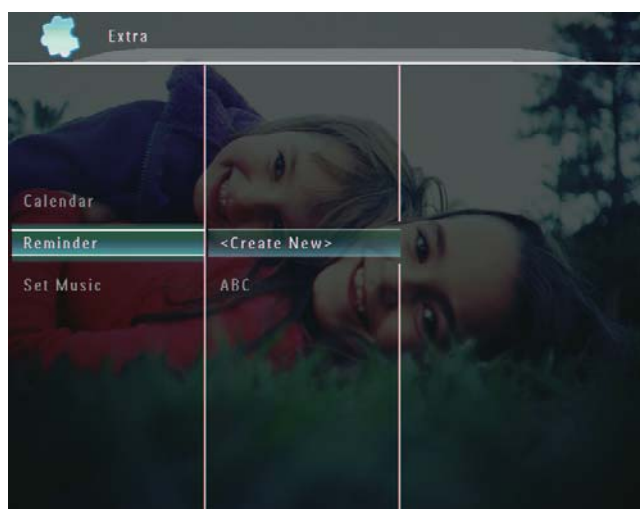 Extra
Calendar
Reminder
<Create New>
Set Music
ABC